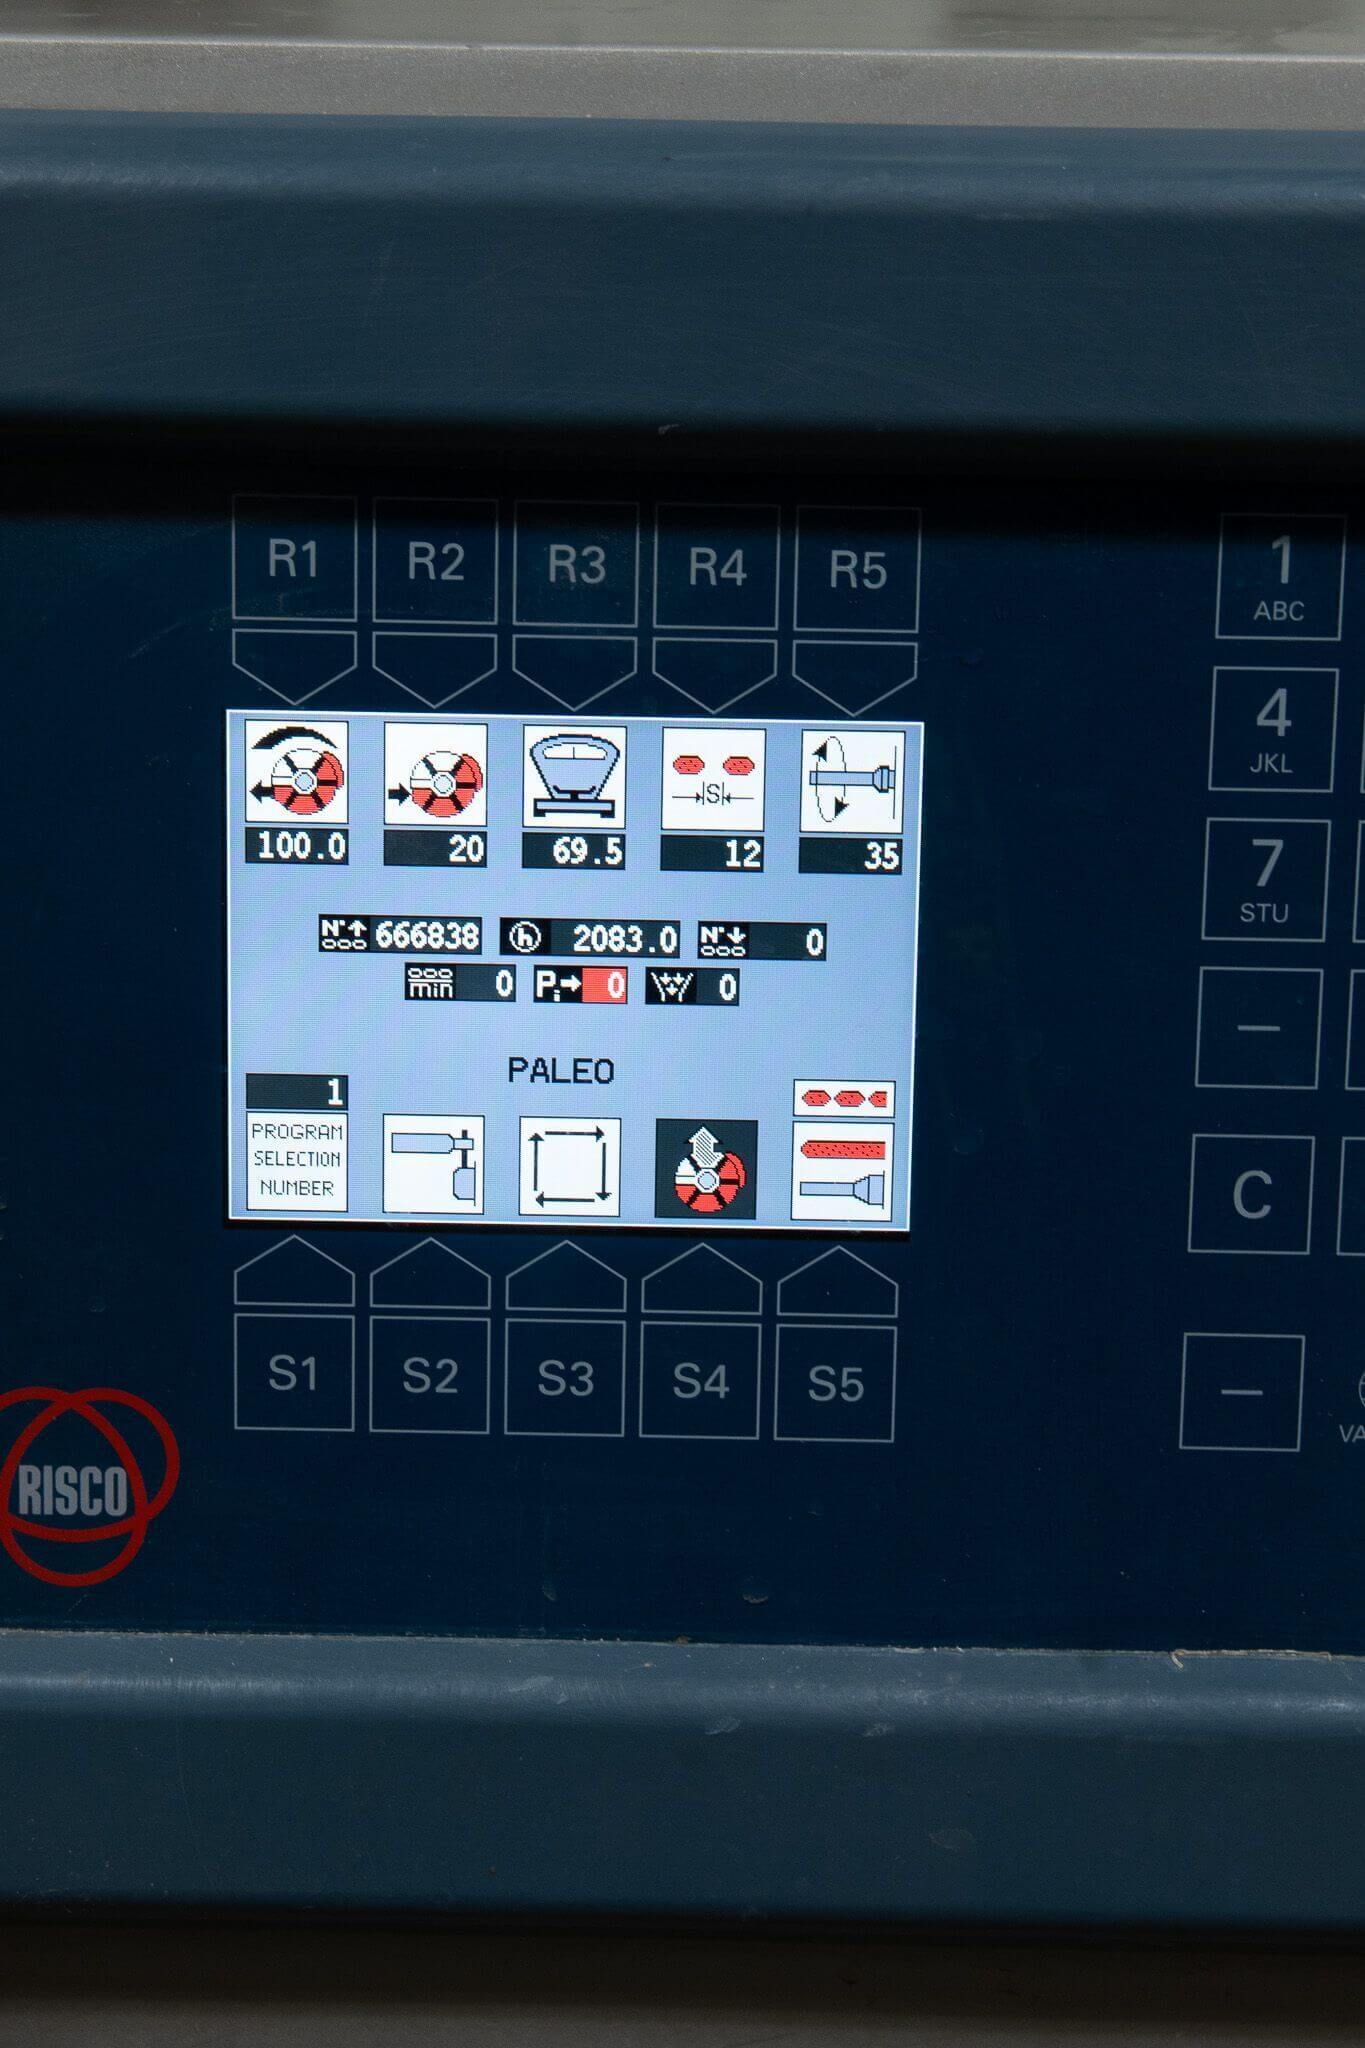 R1 R2 R3 R4 R5
1
ABC
4
JKL
7
STU
S
100.0 20 69.5 12 35
N°↑ 666838 h 2083.0 N°↓ 0
min 0 Pi→ 0 0
PALEO
1
PROGRAM
SELECTION
NUMBER
—
C
S1 S2 S3 S4 S5
—
RISCO